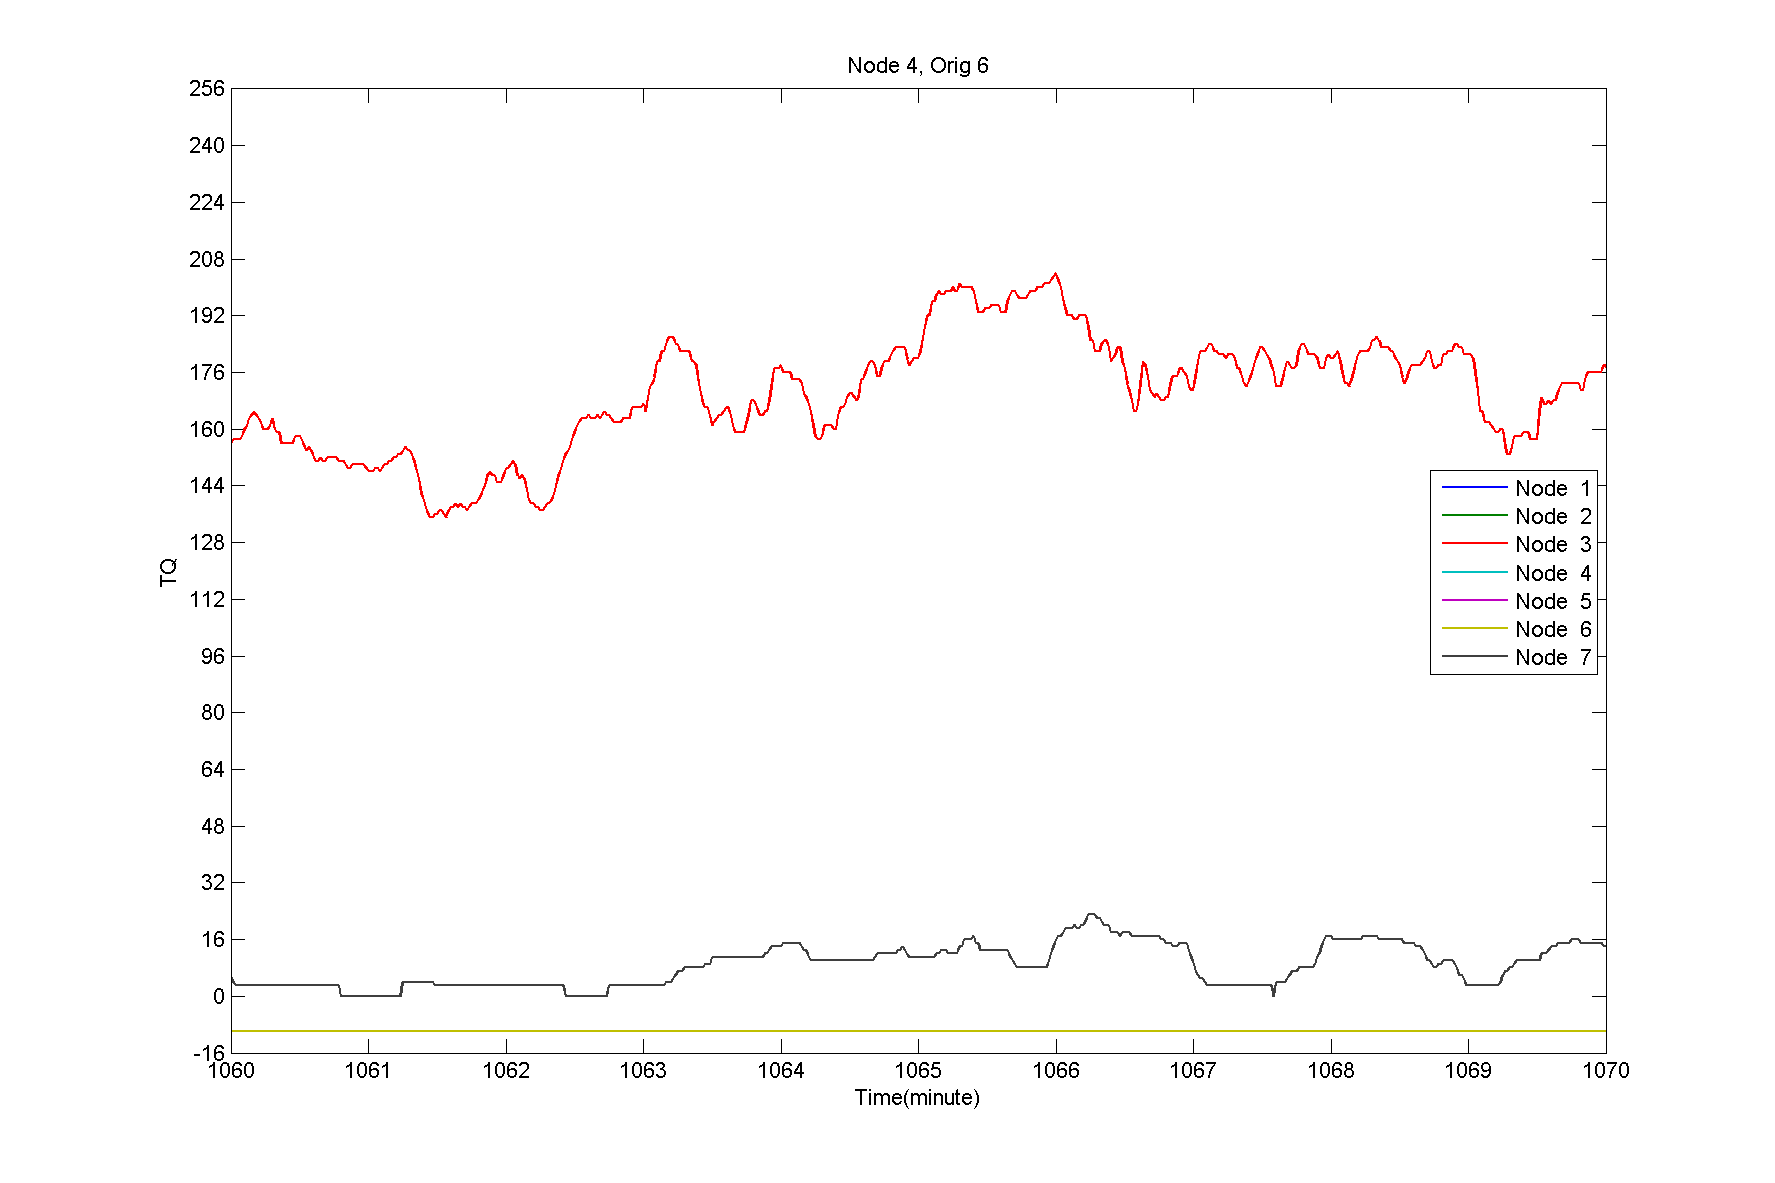 Node 4, Orig 6
256
240
224
208
192
176
160
144
128
112
96
80
64
48
32
16
0
-16
TQ
Node 1
Node 2
Node 3
Node 4
Node 5
Node 6
Node 7
1060 1061 1062 1063 1064 1065 1066 1067 1068 1069 1070
Time(minute)